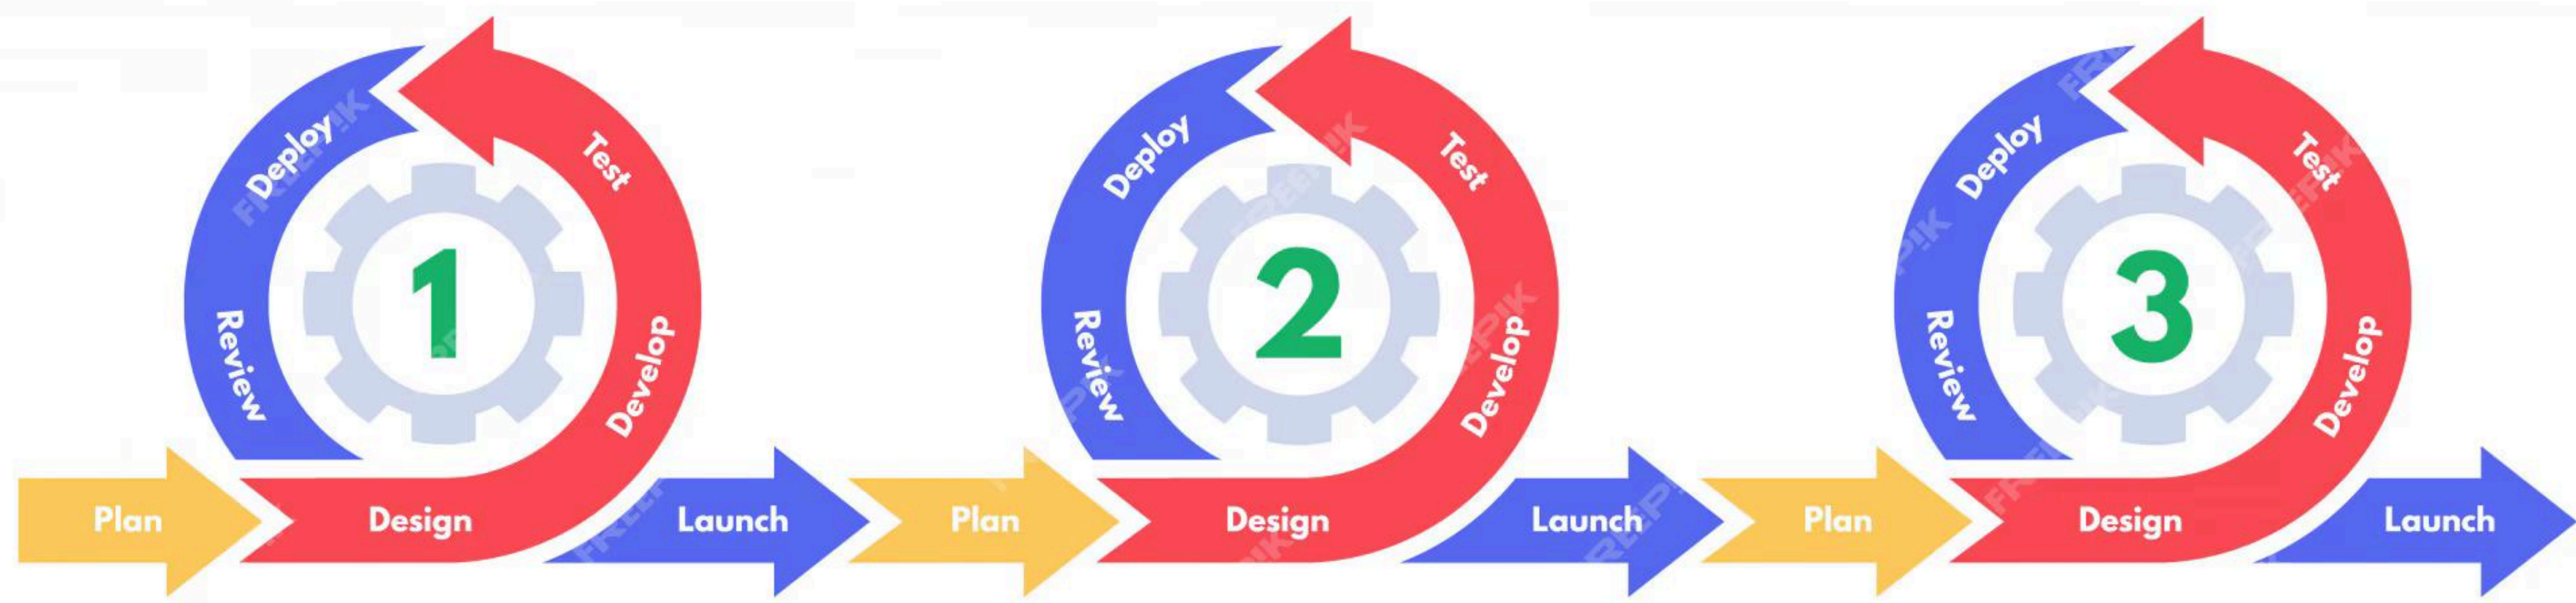 Plan
Design
Develop
Test
Deploy
Review
1
Launch
Plan
Design
Develop
Test
Deploy
Review
2
Launch
Plan
Design
Develop
Test
Deploy
Review
3
Launch